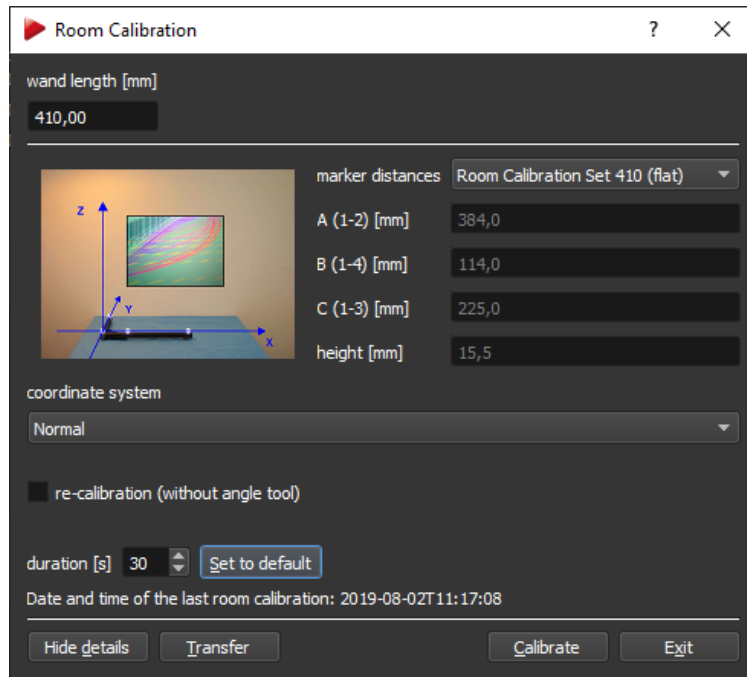 Room Calibration ? ×
wand length [mm]
410,00
marker distances Room Calibration Set 410 (flat)
A (1-2) [mm] 384,0
B (1-4) [mm] 114,0
C (1-3) [mm] 225,0
height [mm] 15,5
Z
Y
X
coordinate system
Normal
re-calibration (without angle tool)
duration [s] 30 Set to default
Date and time of the last room calibration: 2019-08-02T11:17:08
Hide details Transfer Calibrate Exit